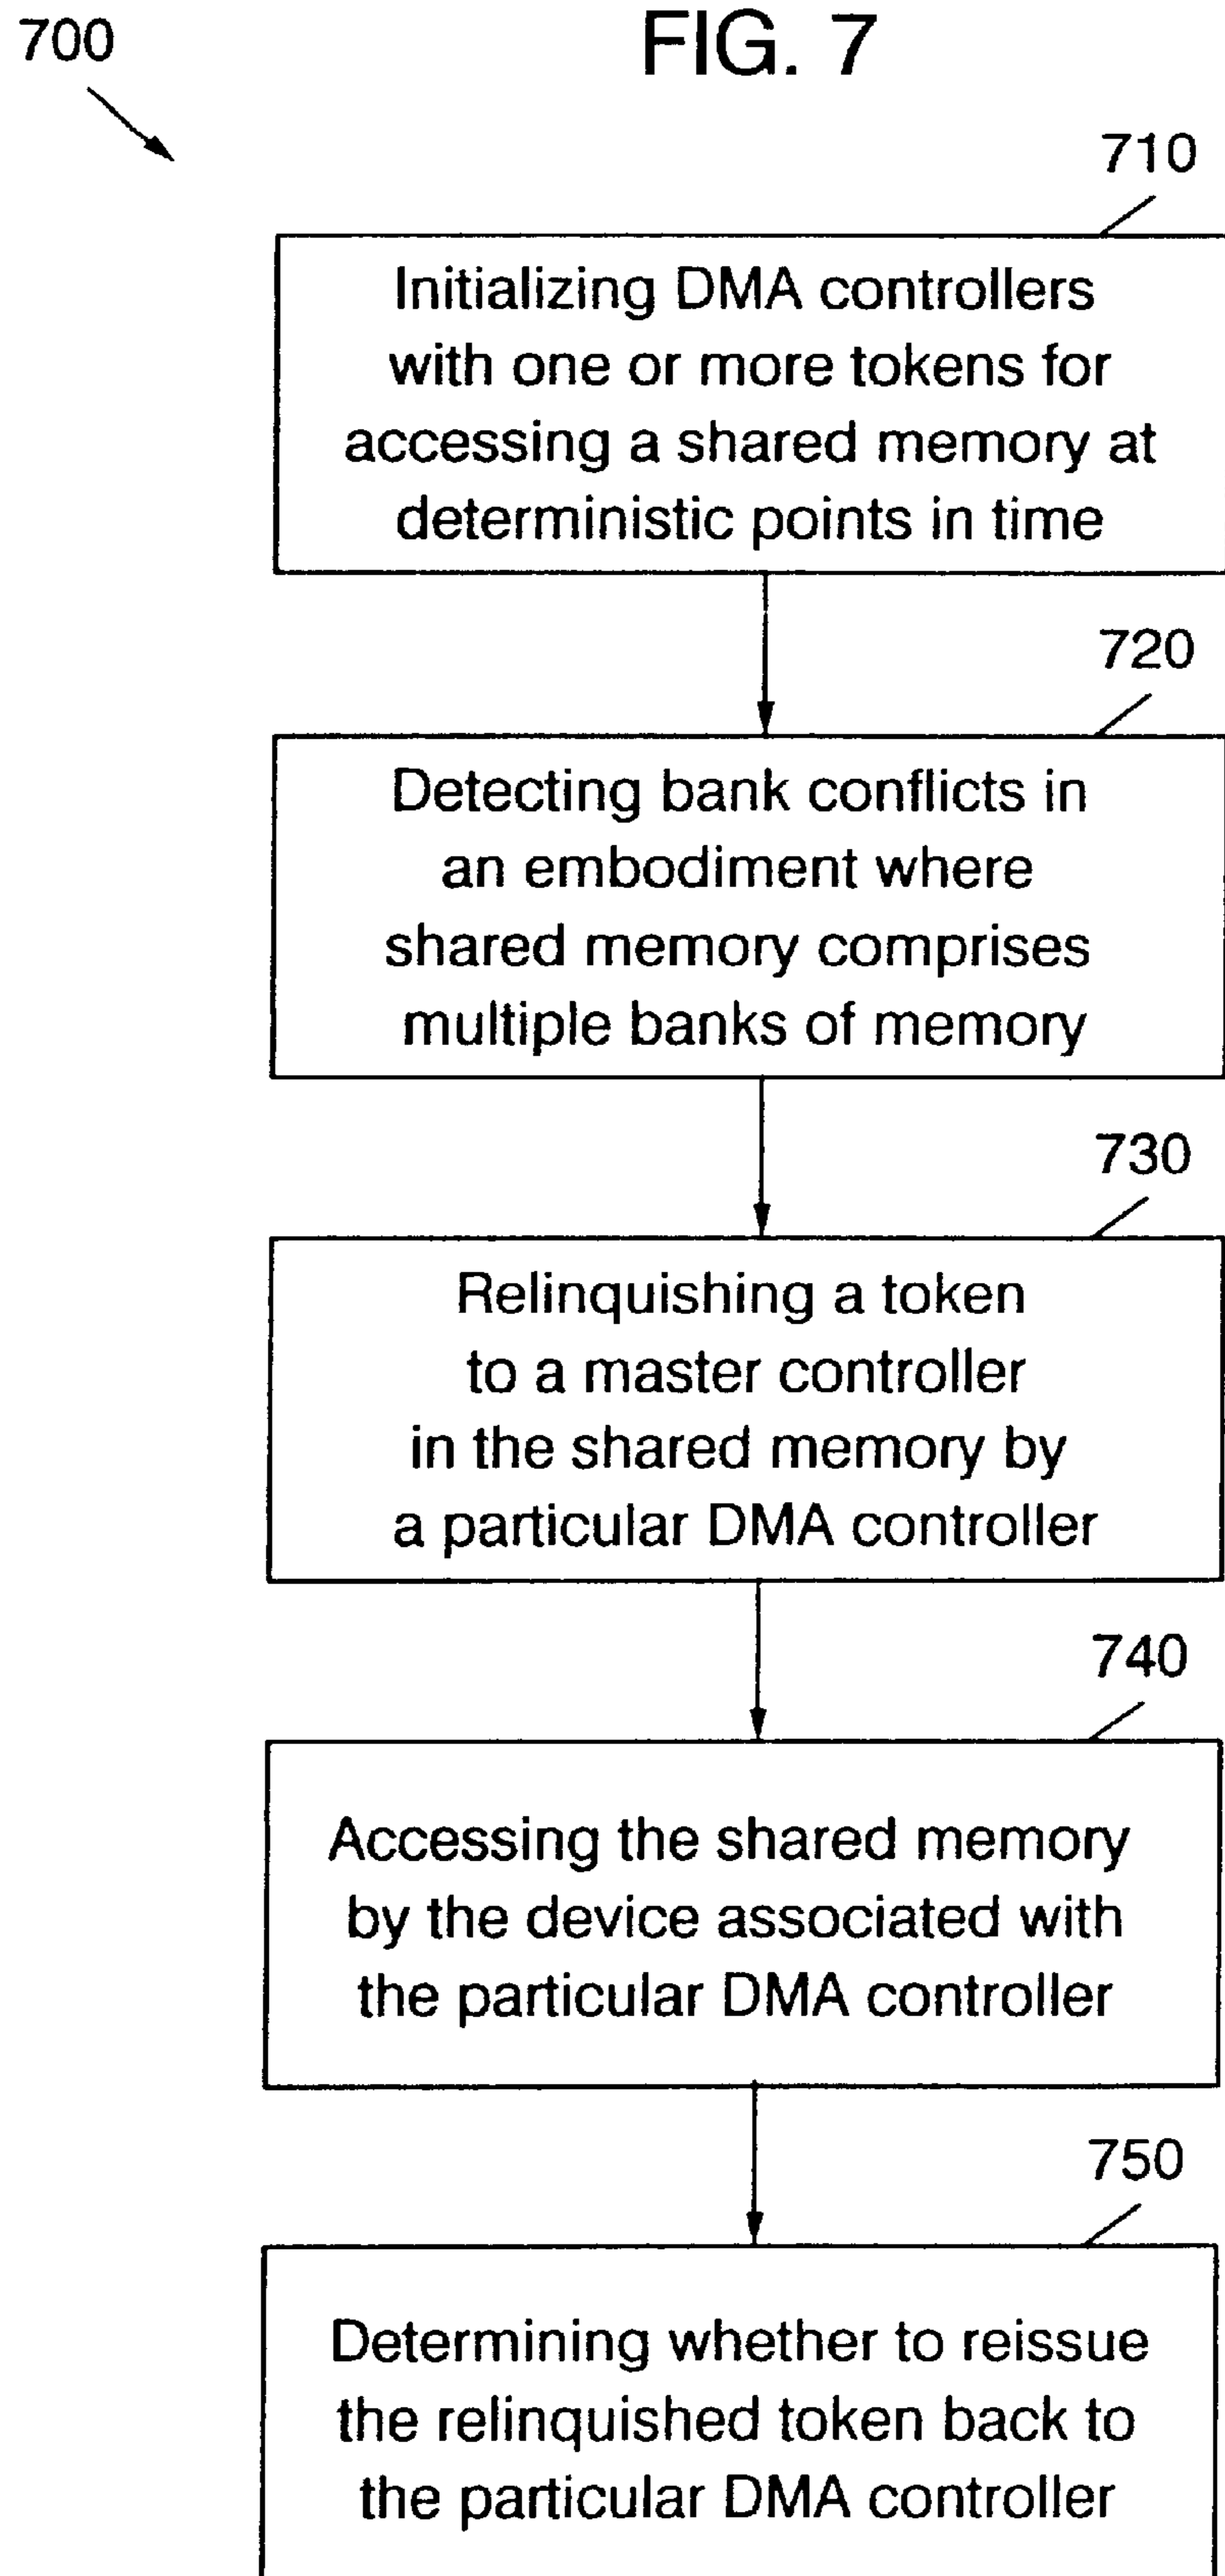 700
FIG. 7
710
Initializing DMA controllers
with one or more tokens for
accessing a shared memory at
deterministic points in time
720
Detecting bank conflicts in
an embodiment where
shared memory comprises
multiple banks of memory
730
Relinquishing a token
to a master controller
in the shared memory by
a particular DMA controller
740
Accessing the shared memory
by the device associated with
the particular DMA controller
750
Determining whether to reissue
the relinquished token back to
the particular DMA controller